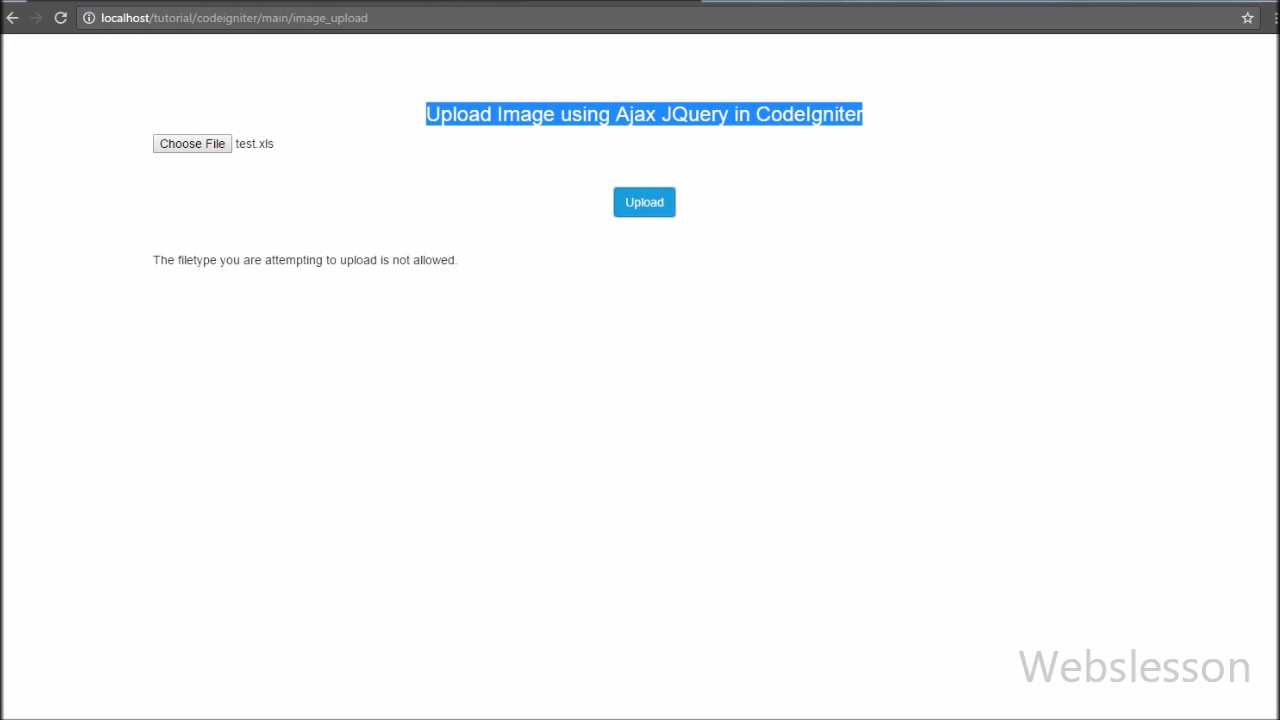 localhost/tutorial/codeigniter/main/image_upload
Upload Image using Ajax JQuery in CodeIgniter
Choose File test.xls
Upload
The filetype you are attempting to upload is not allowed.
Webslesson